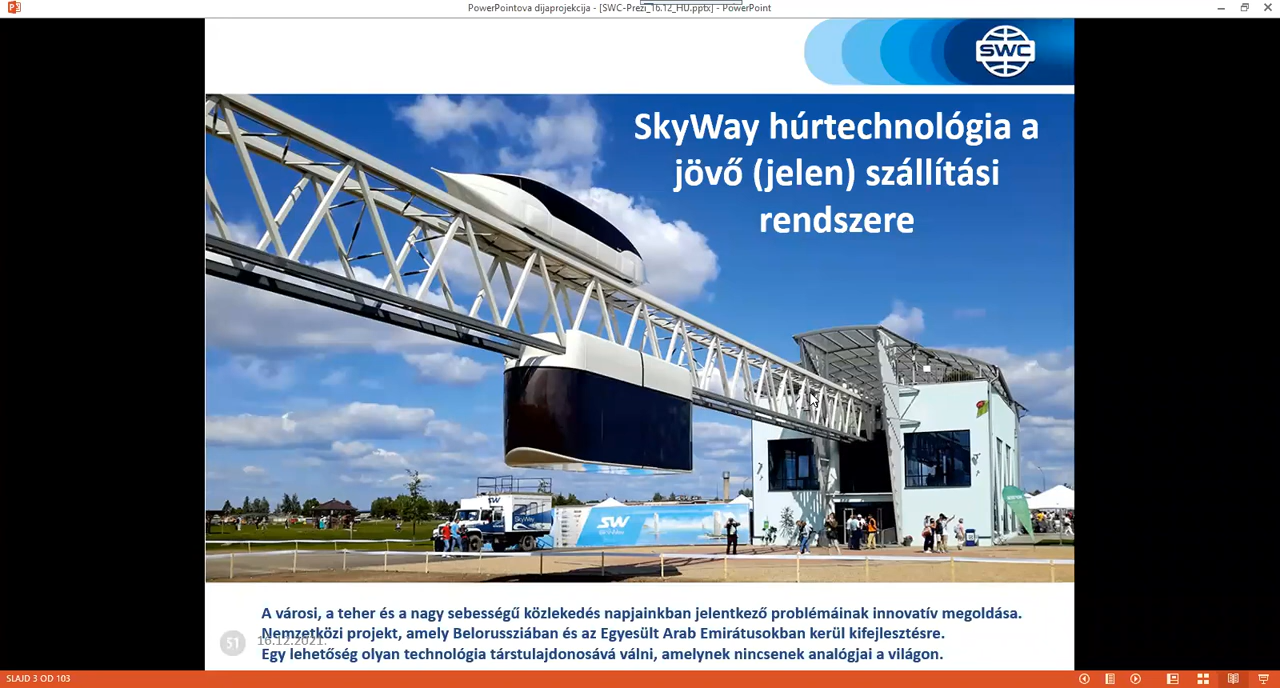 PowerPointova dijaprojekcija - [SWC-Prezi_16.12_HU.pptx] - PowerPoint
SWC
SkyWay húrtechnológia a
jövő (jelen) szállítási
rendszere
SW
SkyWay
SW
A városi, a teher és a nagy sebességű közlekedés napjainkban jelentkező problémáinak innovatív megoldása.
Nemzetközi projekt, amely Belorussziában és az Egyesült Arab Emirátusokban kerül kifejlesztésre.
51
16.12.2021.
Egy lehetőség olyan technológia társtulajdonosává válni, amelynek nincsenek analógjai a világon.
SLAJD 3 OD 103